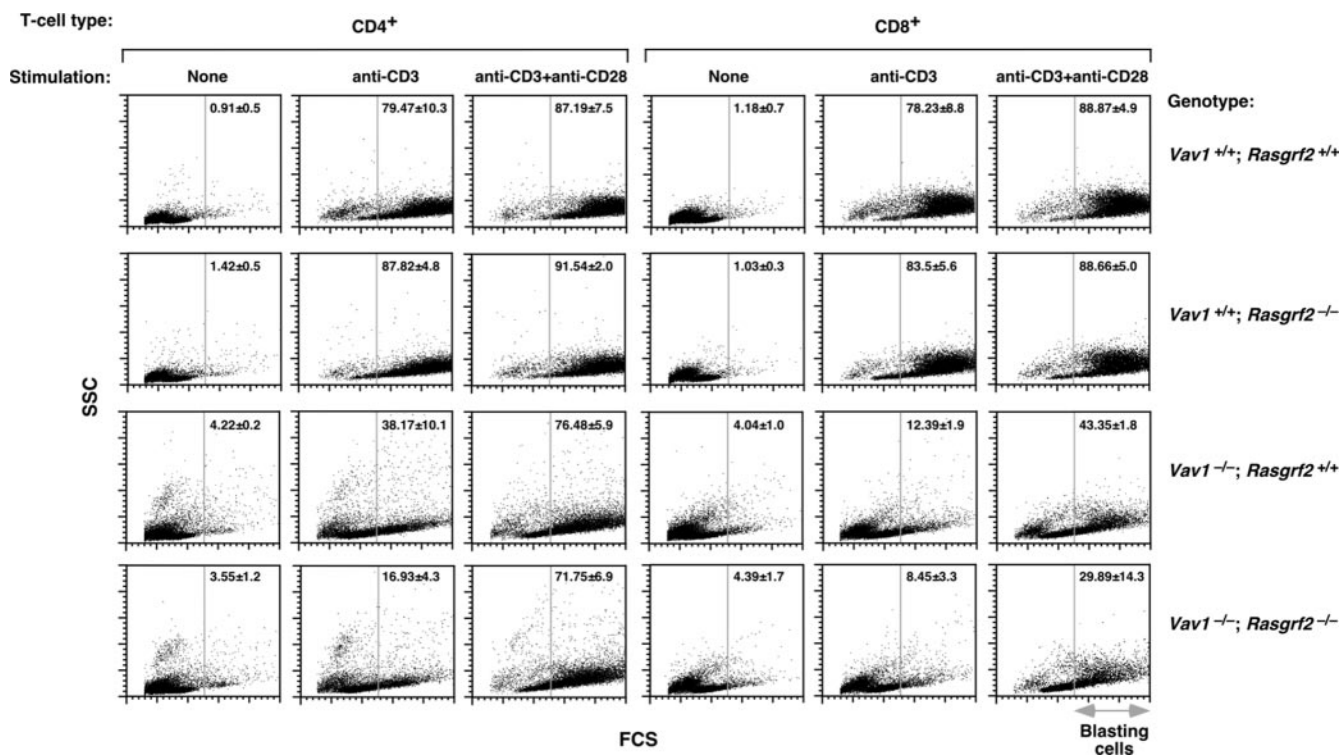 T-cell type: CD4+ CD8+
Stimulation: None anti-CD3 anti-CD3+anti-CD28 None anti-CD3 anti-CD3+anti-CD28
Genotype:
0.91±0.5 79.47±10.3 87.19±7.5 1.18±0.7 78.23±8.8 88.87±4.9
Vav1 +/+; Rasgrf2 +/+
1.42±0.5 87.82±4.8 91.54±2.0 1.03±0.3 83.5±5.6 88.66±5.0
Vav1 +/+; Rasgrf2 –/–
SSC
4.22±0.2 38.17±10.1 76.48±5.9 4.04±1.0 12.39±1.9 43.35±1.8
Vav1 –/–; Rasgrf2 +/+
3.55±1.2 16.93±4.3 71.75±6.9 4.39±1.7 8.45±3.3 29.89±14.3
Vav1 –/–; Rasgrf2 –/–
FCS
Blasting
cells